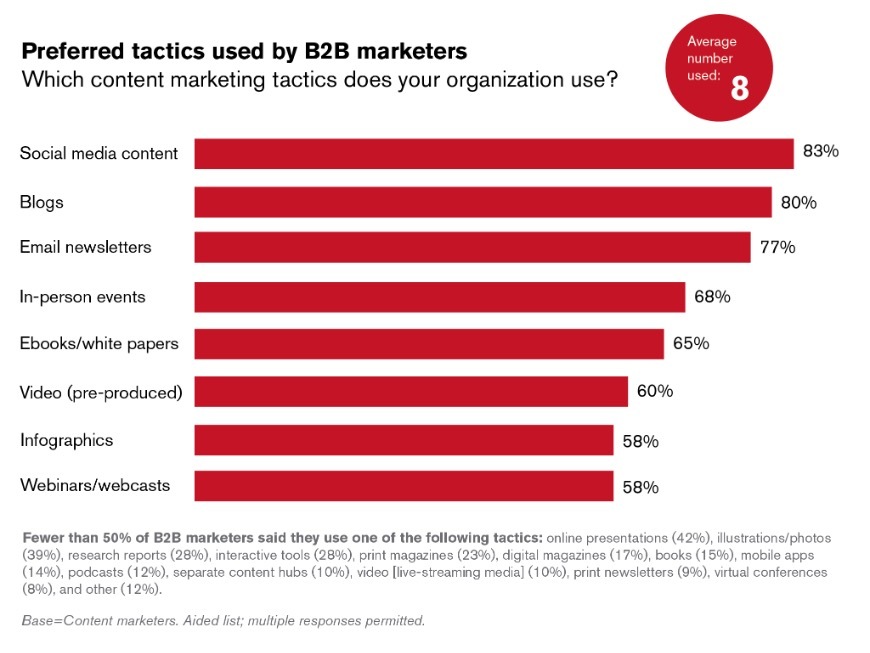 Preferred tactics used by B2B marketers
Which content marketing tactics does your organization use?
Average
number
used: 8
Social media content 83%
Blogs 80%
Email newsletters 77%
In-person events 68%
Ebooks/white papers 65%
Video (pre-produced) 60%
Infographics 58%
Webinars/webcasts 58%
Fewer than 50% of B2B marketers said they use one of the following tactics: online presentations (42%), illustrations/photos
(39%), research reports (28%), interactive tools (28%), print magazines (23%), digital magazines (17%), books (15%), mobile apps
(14%), podcasts (12%), separate content hubs (10%), video [live-streaming media] (10%), print newsletters (9%), virtual conferences
(8%), and other (12%).
Base=Content marketers. Aided list; multiple responses permitted.